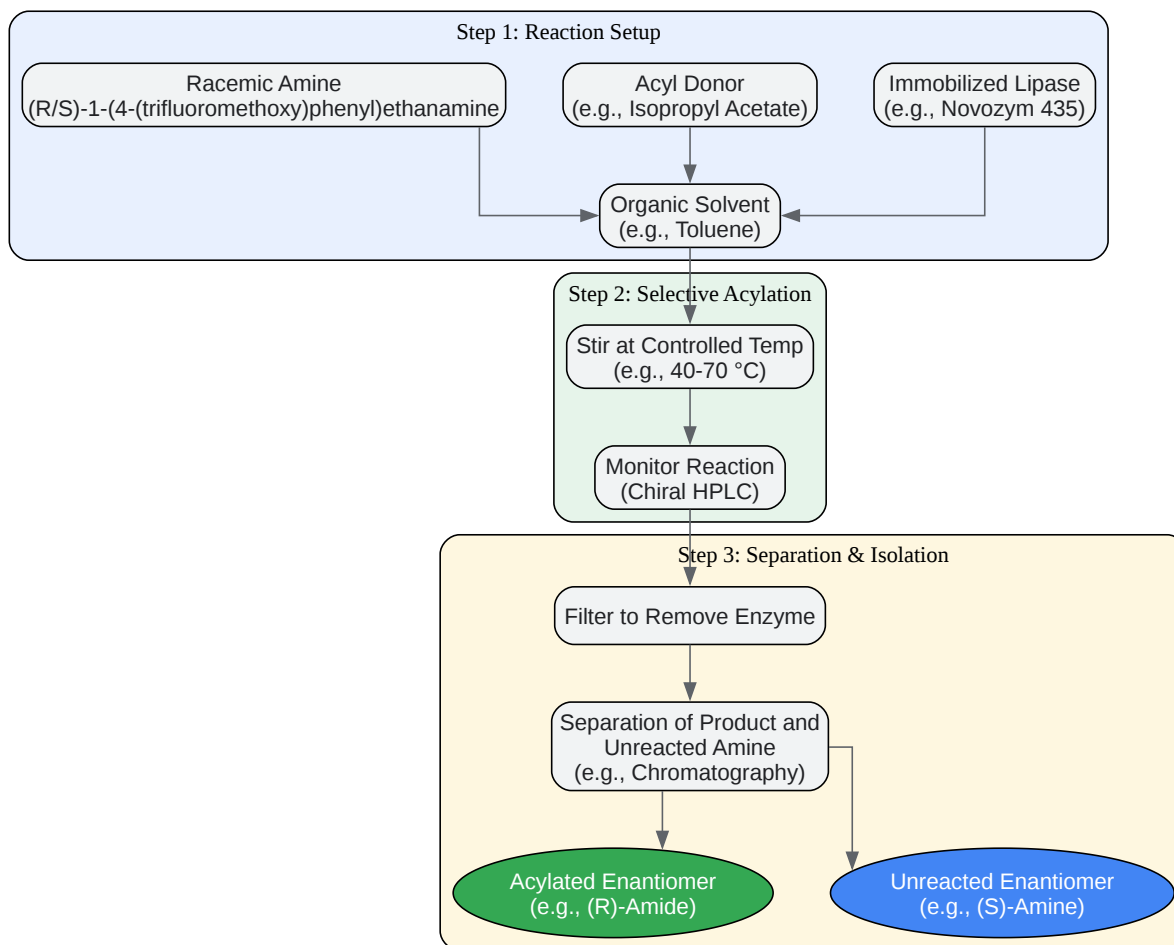 Step 1: Reaction Setup
Racemic Amine
(R/S)-1-(4-(trifluoromethoxy)phenyl)ethanamine
Acyl Donor
(e.g., Isopropyl Acetate)
Immobilized Lipase
(e.g., Novozym 435)
Organic Solvent
(e.g., Toluene)
Step 2: Selective Acylation
Stir at Controlled Temp
(e.g., 40-70 °C)
Monitor Reaction
(Chiral HPLC)
Step 3: Separation & Isolation
Filter to Remove Enzyme
Separation of Product and
Unreacted Amine
(e.g., Chromatography)
Acylated Enantiomer
(e.g., (R)-Amide)
Unreacted Enantiomer
(e.g., (S)-Amine)